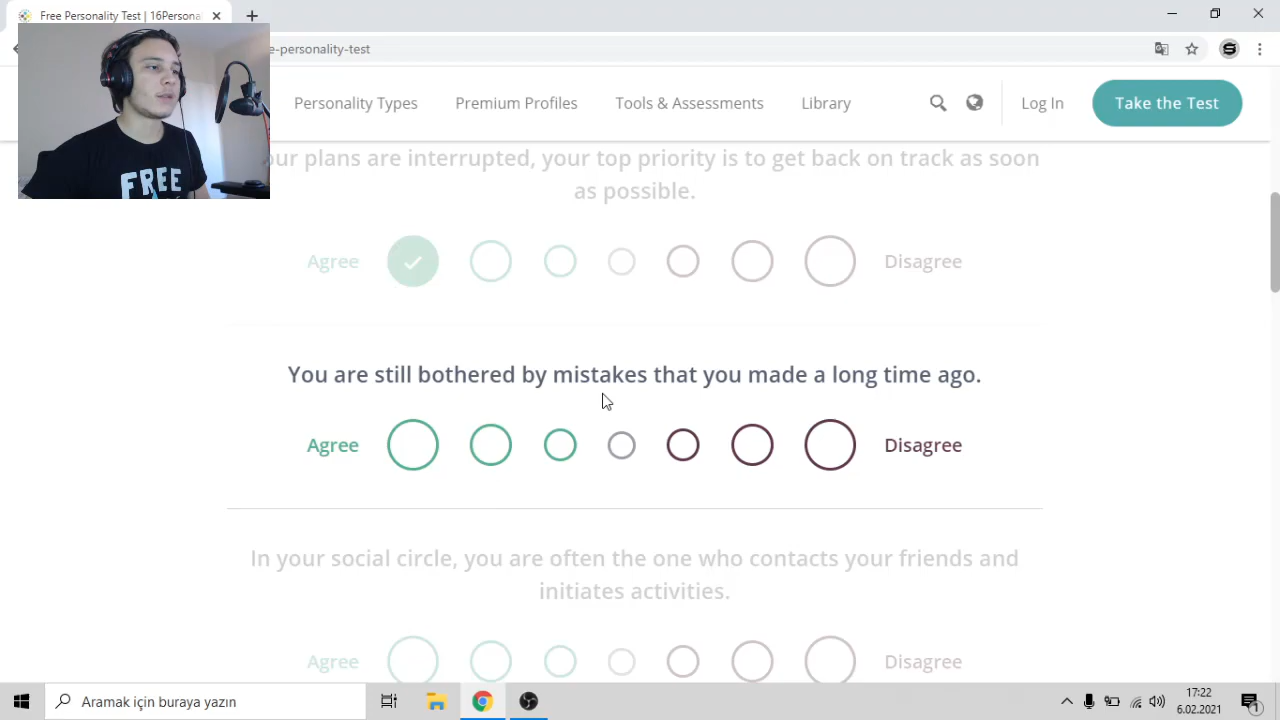 Free Personality Test | 16Persona
e-personality-test
Personality Types
Premium Profiles
Tools & Assessments
Library
Log In
Take the Test
FREE
our plans are interrupted, your top priority is to get back on track as soon
as possible.
Agree
Disagree
You are still bothered by mistakes that you made a long time ago.
Agree
Disagree
In your social circle, you are often the one who contacts your friends and
initiates activities.
Agree
Disagree
Aramak için buraya yazın
17:22
6.02.2021
1